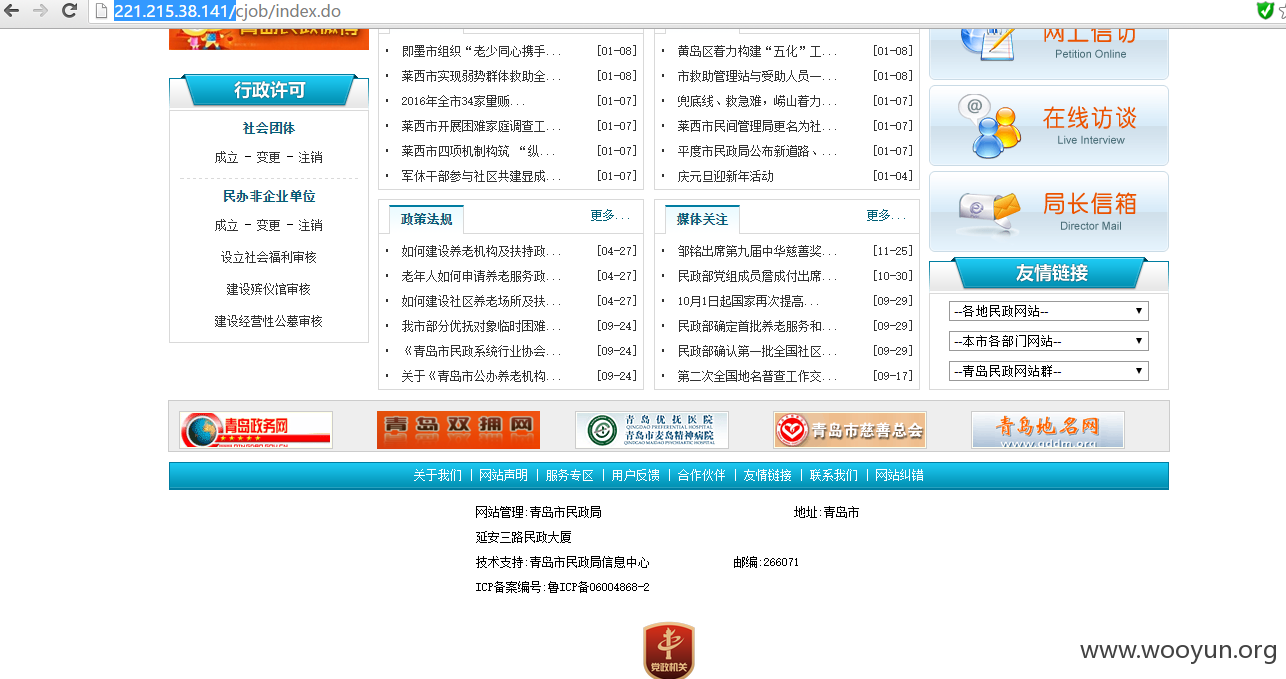 221.215.38.141/cjob/index.do
行政许可
社会团体
成立 - 变更 - 注销
民办非企业单位
成立 - 变更 - 注销
设立社会福利审核
建设殡仪馆审核
建设经营性公墓审核
即墨市组织“老少同心携手... [01-08]
莱西市实现弱势群体救助全... [01-08]
2016年全市34家量贩... [01-07]
莱西市开展困难家庭调查工... [01-07]
莱西市四项机制构筑 “纵... [01-07]
军休干部参与社区共建显成... [01-07]
黄岛区着力构建“五化”工... [01-08]
市救助管理站与受助人员一... [01-08]
兜底线、救急难，崂山着力... [01-07]
莱西市民间管理局更名为社... [01-07]
平度市民政局公布新道路、... [01-07]
庆元旦迎新年活动 [01-04]
政策法规 更多...
如何建设养老机构及扶持政... [04-27]
老年人如何申请养老服务政... [04-27]
如何建设社区养老场所及扶... [04-27]
我市部分优抚对象临时困难... [09-24]
《青岛市民政系统行业协会... [09-24]
关于《青岛市公办养老机构... [09-24]
媒体关注 更多...
邹铭出席第九届中华慈善奖... [11-25]
民政部党组成员詹成付出席... [10-30]
10月1日起国家再次提高... [09-29]
民政部确定首批养老服务和... [09-29]
民政部确认第一批全国社区... [09-29]
第二次全国地名普查工作交... [09-17]
网上信访
Petition Online
在线访谈
Live Interview
局长信箱
Director Mail
友情链接
--各地民政网站--
--本市各部门网站--
--青岛民政网站群--
青岛政务网
青岛双拥网
青岛优抚医院
QINGDAO PREFERENTIAL HOSPITAL
青岛市麦岛精神病院
QINGDAO MAIDAO PSYCHIATRIC HOSPITAL
青岛市慈善总会
青岛地名网
www.qddm.org
关于我们 | 网站声明 | 服务专区 | 用户反馈 | 合作伙伴 | 友情链接 | 联系我们 | 网站纠错
网站管理:青岛市民政局 地址:青岛市
延安三路民政大厦
技术支持:青岛市民政局信息中心 邮编:266071
ICP备案编号:鲁ICP备06004868-2
党政机关
www.wooyun.org